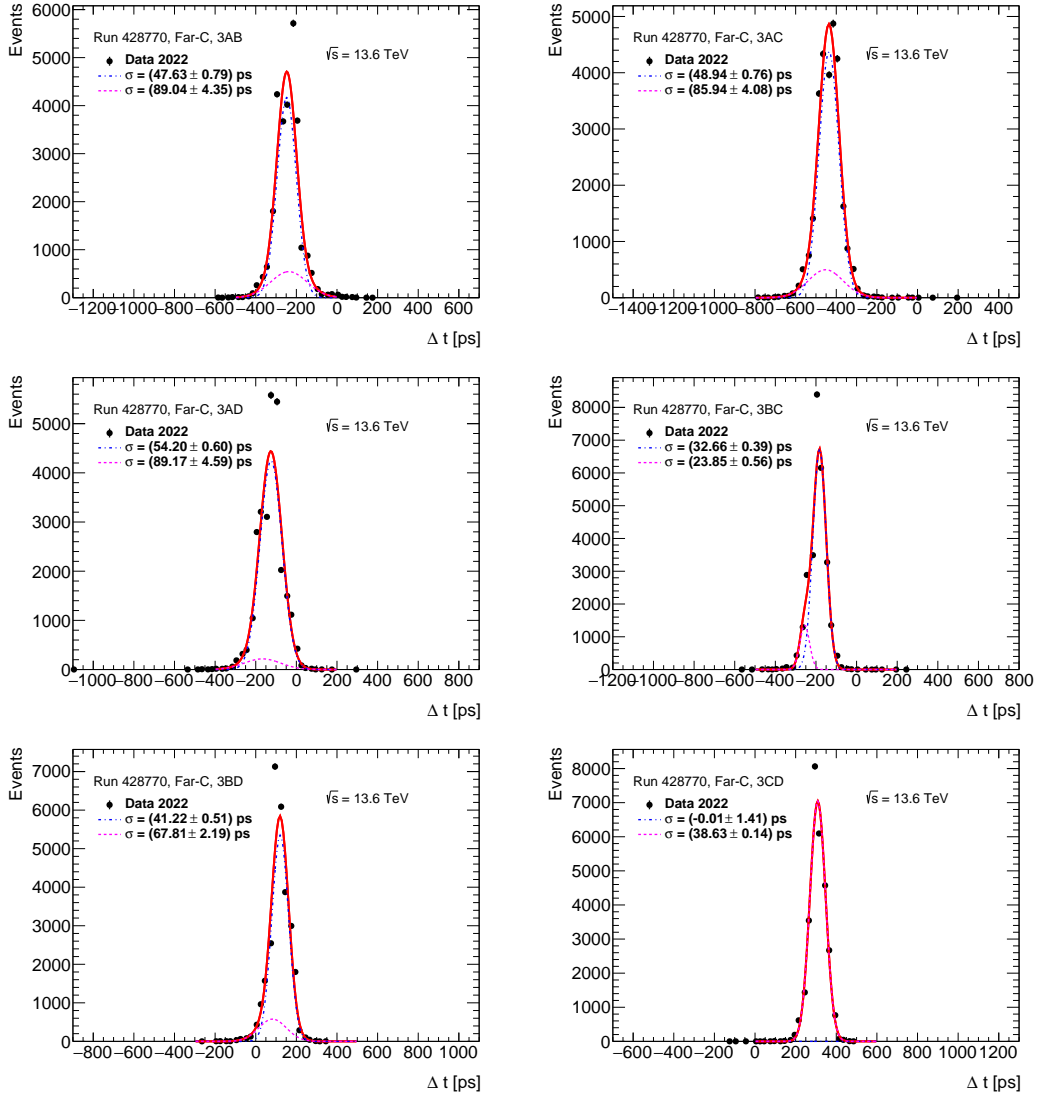 Events
6000
5000
4000
3000
2000
1000
0
Run 428770, Far-C, 3AB
Data 2022
σ = (47.63 ± 0.79) ps
σ = (89.04 ± 4.35) ps
√s = 13.6 TeV
−1200 −1000 −800 −600 −400 −200 0 200 400 600
Δ t [ps]
Events
5000
4000
3000
2000
1000
0
Run 428770, Far-C, 3AC
Data 2022
σ = (48.94 ± 0.76) ps
σ = (85.94 ± 4.08) ps
√s = 13.6 TeV
−1400 −1200 −1000 −800 −600 −400 −200 0 200 400
Δ t [ps]
Events
5000
4000
3000
2000
1000
0
Run 428770, Far-C, 3AD
Data 2022
σ = (54.20 ± 0.60) ps
σ = (89.17 ± 4.59) ps
√s = 13.6 TeV
−1000 −800 −600 −400 −200 0 200 400 600 800
Δ t [ps]
Events
8000
7000
6000
5000
4000
3000
2000
1000
0
Run 428770, Far-C, 3BC
Data 2022
σ = (32.66 ± 0.39) ps
σ = (23.85 ± 0.56) ps
√s = 13.6 TeV
−1200 −1000 −800 −600 −400 −200 0 200 400 600 800
Δ t [ps]
Events
7000
6000
5000
4000
3000
2000
1000
0
Run 428770, Far-C, 3BD
Data 2022
σ = (41.22 ± 0.51) ps
σ = (67.81 ± 2.19) ps
√s = 13.6 TeV
−800 −600 −400 −200 0 200 400 600 800 1000
Δ t [ps]
Events
8000
7000
6000
5000
4000
3000
2000
1000
0
Run 428770, Far-C, 3CD
Data 2022
σ = (-0.01 ± 1.41) ps
σ = (38.63 ± 0.14) ps
√s = 13.6 TeV
−600 −400 −200 0 200 400 600 800 1000 1200
Δ t [ps]